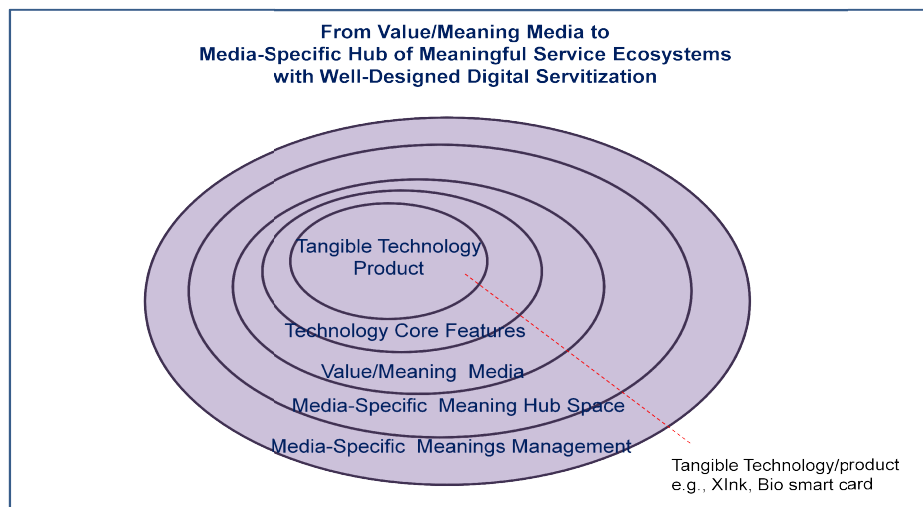 From Value/Meaning Media to
Media-Specific Hub of Meaningful Service Ecosystems
with Well-Designed Digital Servitization
Tangible Technology
Product
Technology Core Features
Value/Meaning Media
Media-Specific Meaning Hub Space
Media-Specific Meanings Management
Tangible Technology/product
e.g., XInk, Bio smart card